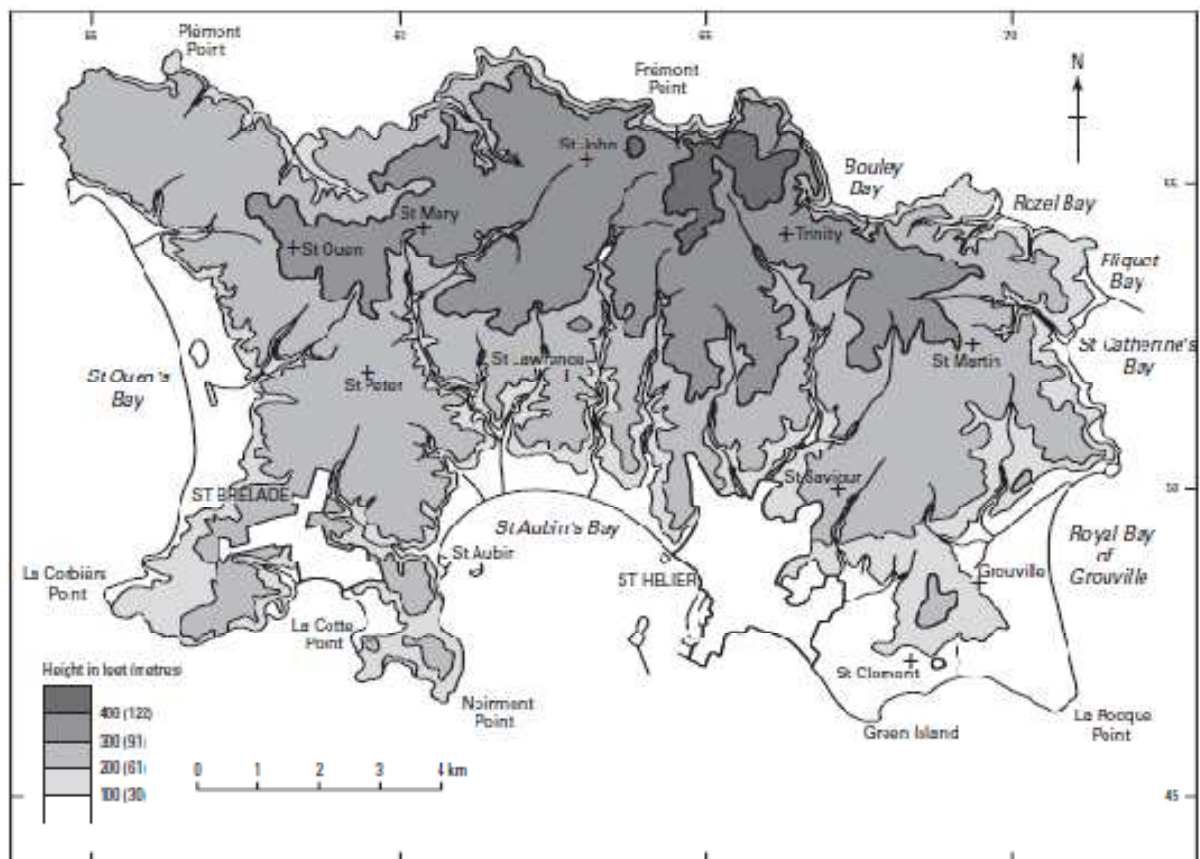 55
60
65
70
Plémont
Point
Frémont
Point
N
St John
Bouley
Day
55
Rozel Bay
St Mary
Trinity
St Ouen
Fliquet
Bay
St Catherine's
Bay
St Lawrence
St Martin
St Ouen's
Bay
St Peter
St Saviour
50
ST BRELADE
St Aubin's Bay
Royal Bay
of
Grouville
St Aubin
La Corbière
Point
ST HELIER
Grouville
La Cotte
Point
Height in feet (metres)
St Clement
400 (122)
Noirmont
Point
La Rocque
Point
300 (91)
Green Island
200 (61)
0 1 2 3 4 km
100 (30)
45